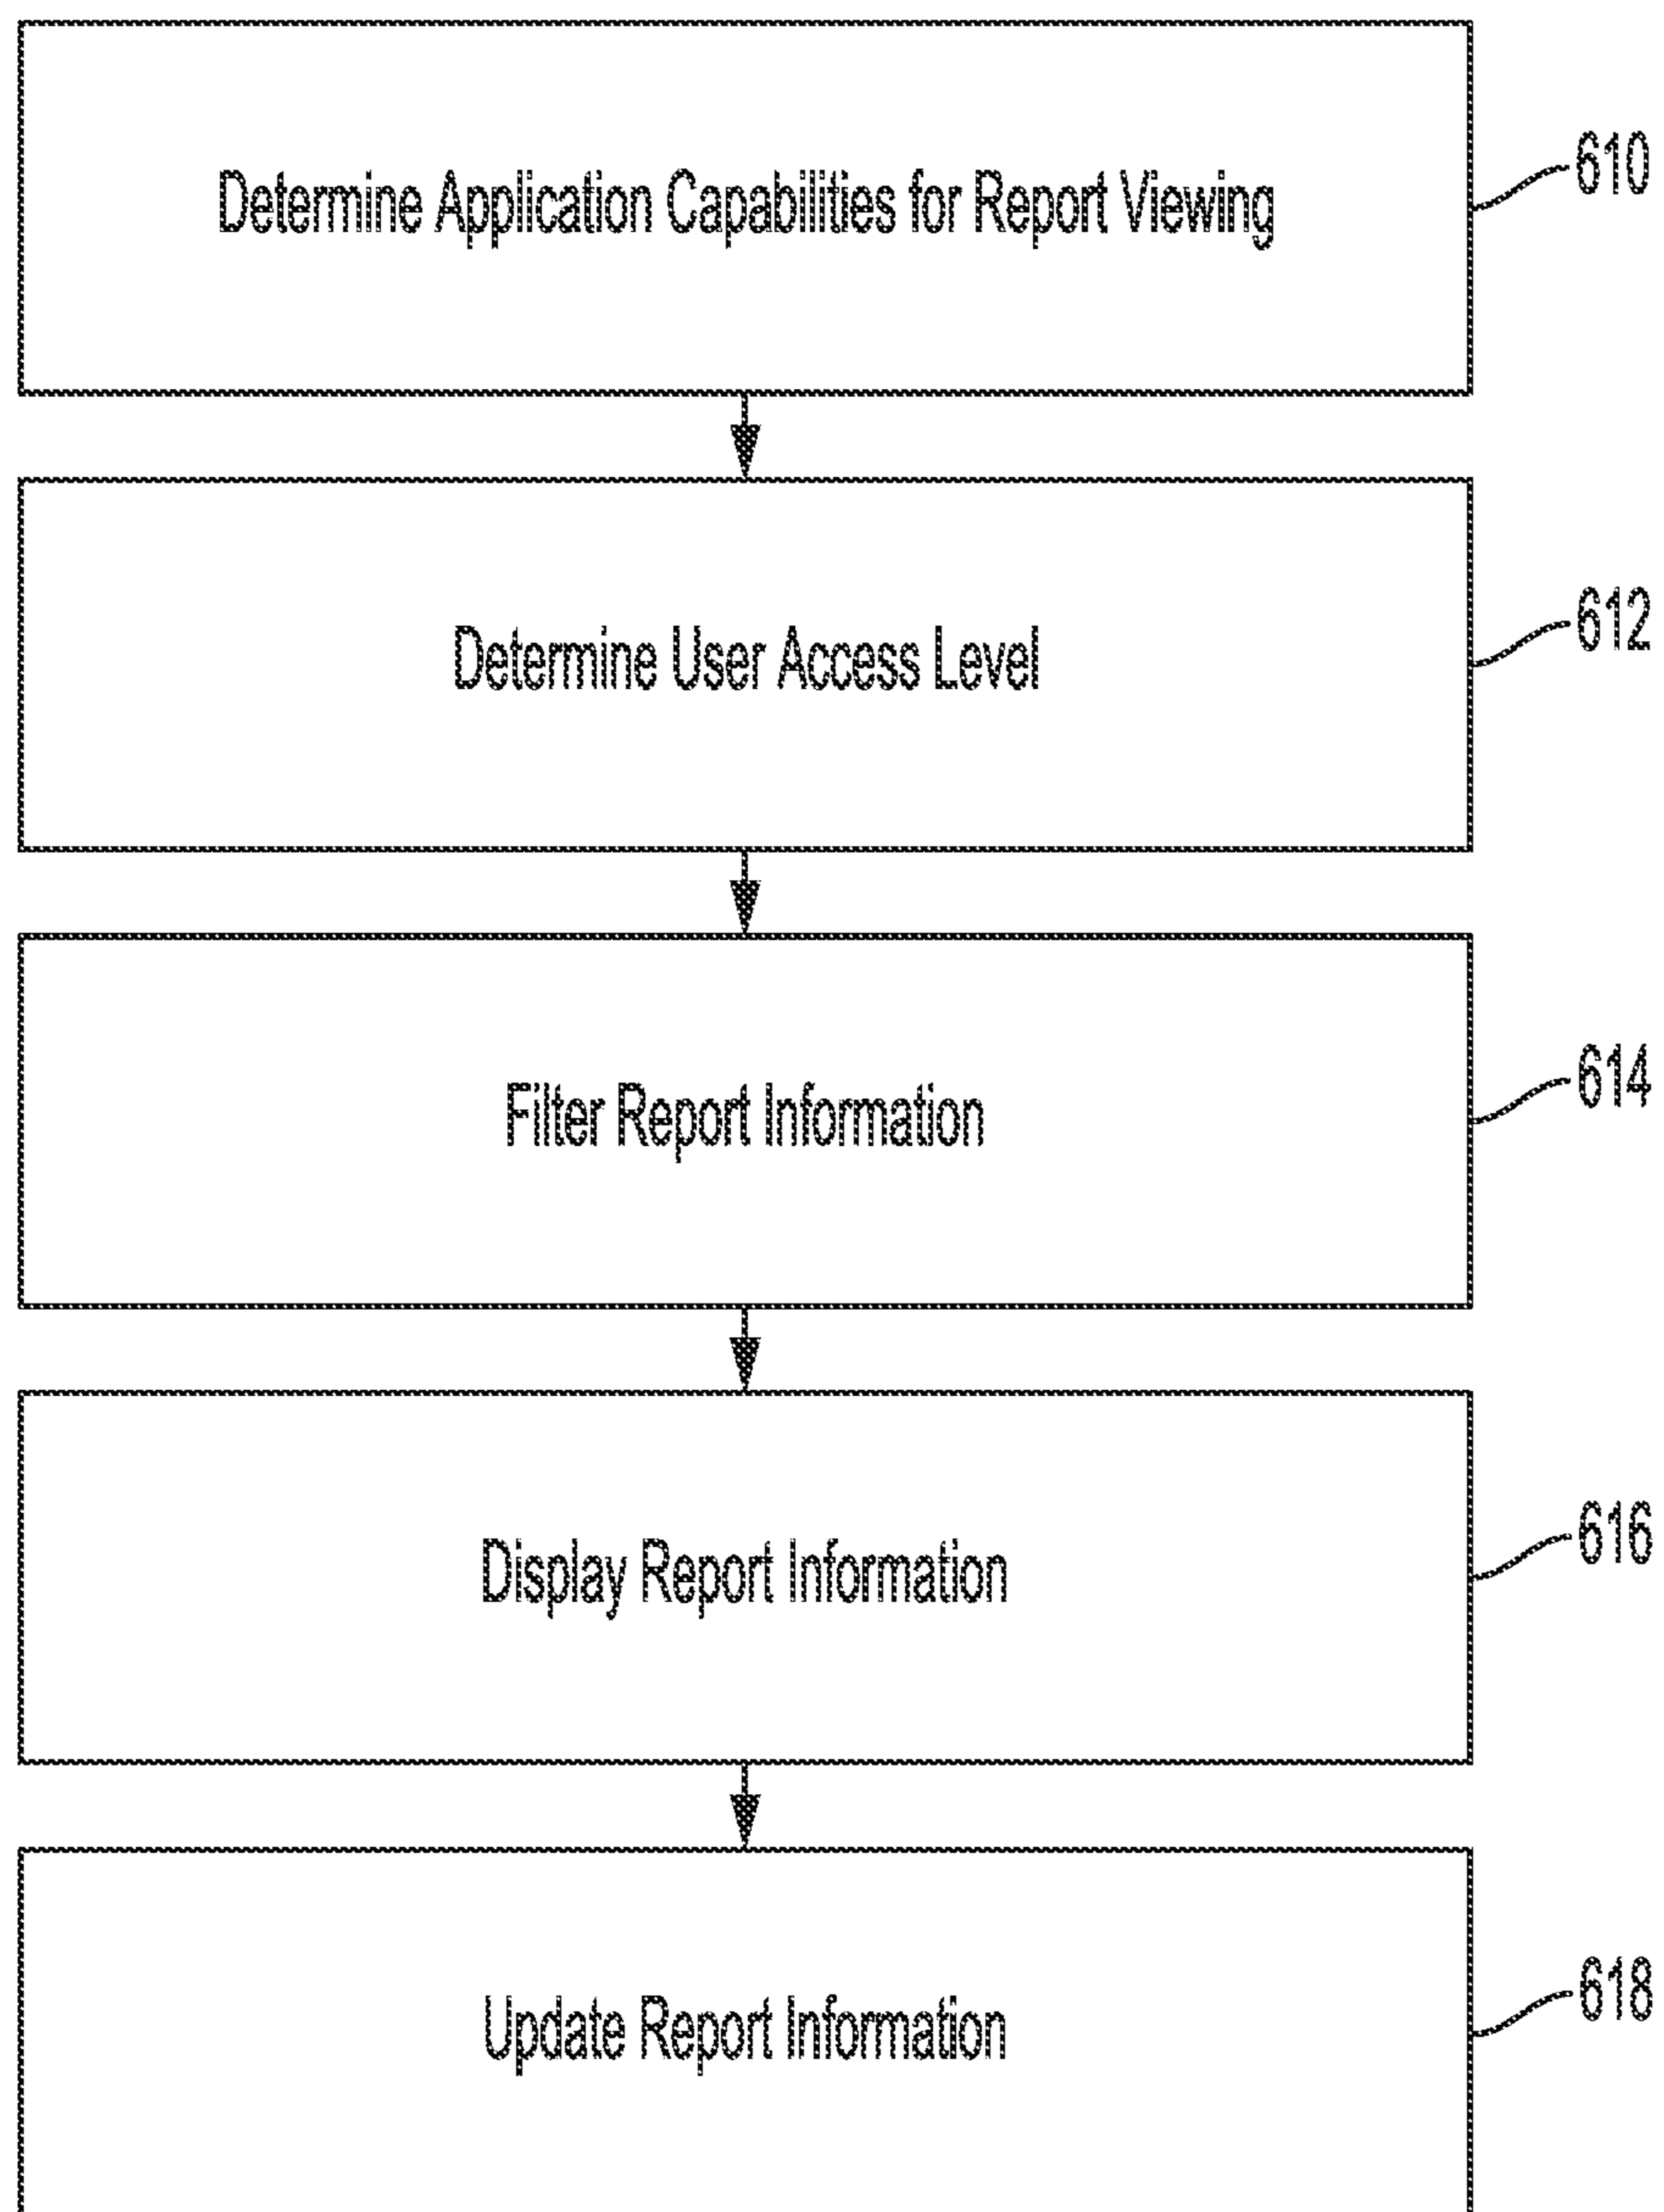 Determine Application Capabilities for Report Viewing
610
Determine User Access Level
612
Filter Report Information
614
Display Report Information
616
Update Report Information
618